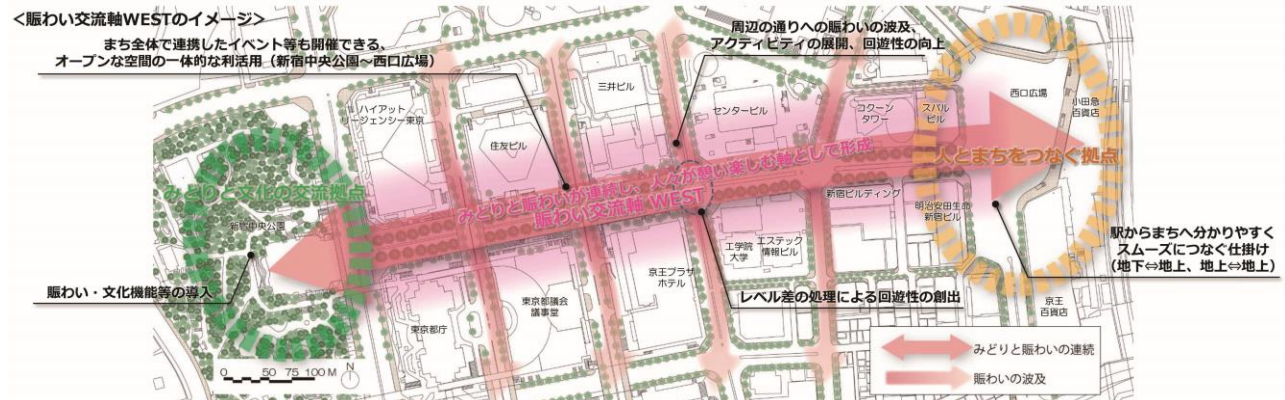 ＜賑わい交流軸WESTのイメージ＞
まち全体で連携したイベント等も開催できる、
オープンな空間の一体的な利活用（新宿中央公園～西口広場）
周辺の通りへの賑わいの波及、
アクティビティの展開、回遊性の向上
三井ビル
ハイアット
リージェンシー東京
センタービル
コクーン
タワー
スバル
ビル
西口広場
小田急
百貨店
住友ビル
みどりと文化の交流拠点
新宿中央公園
みどりと賑わいが連続し、人々が憩い楽しむ軸として形成
賑わい交流軸 WEST
人とまちをつなぐ拠点
新宿ビルディング
明治安田生命
新宿ビル
工学院
大学
エステック
情報ビル
駅からまちへ分かりやすく
スムーズにつなぐ仕掛け
（地下⇔地上、地上⇔地上）
京王プラザ
ホテル
賑わい・文化機能等の導入
レベル差の処理による回遊性の創出
東京都議会
議事堂
東京都庁
京王
百貨店
0 50 75 100 M
N
みどりと賑わいの連続
賑わいの波及